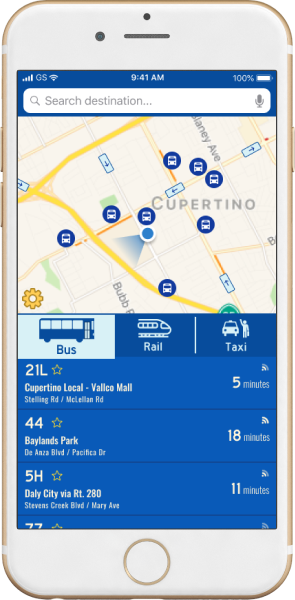 GS 9:41 AM 100%
Search destination...
laney Ave
CUPERTINO
Bubb R
Bus Rail Taxi
21L
Cupertino Local - Vallco Mall
5 minutes
Stelling Rd / McLellan Rd
44
Baylands Park
18 minutes
De Anza Blvd / Pacifica Dr
5H
Daly City via Rt. 280
11 minutes
Stevens Creek Blvd / Mary Ave
77